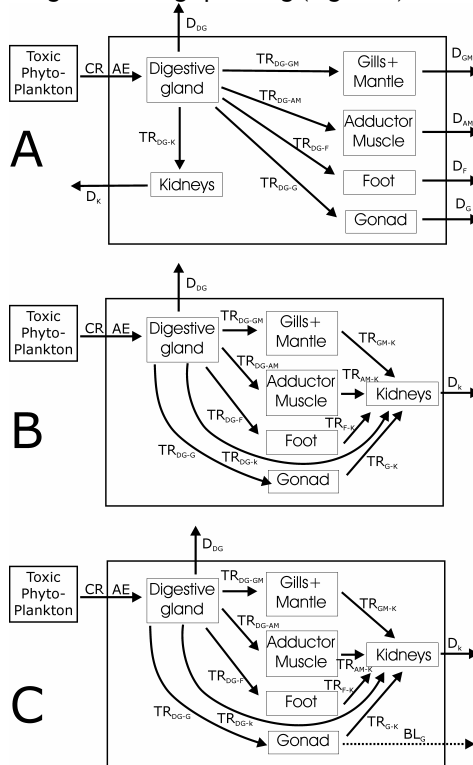 D_DG
Toxic
Phyto-
Plankton
CR
AE
Digestive
gland
TR_DG-GM
Gills+
Mantle
D_GM
TR_DG-AM
Adductor
Muscle
D_AM
TR_DG-K
TR_DG-F
Foot
D_F
A
Kidneys
TR_DG-G
D_K
Gonad
D_G
D_DG
Toxic
Phyto-
Plankton
CR
AE
Digestive
gland
TR_DG-GM
Gills+
Mantle
TR_GM-K
TR_DG-AM
Adductor
Muscle
TR_AM-K
Kidneys
D_k
B
TR_DG-F
TR_F-K
Foot
TR_DG-G
TR_DG-k
TR_G-K
Gonad
D_DG
Toxic
Phyto-
Plankton
CR
AE
Digestive
gland
TR_DG-GM
Gills+
Mantle
TR_GM-K
TR_DG-AM
Adductor
Muscle
TR_AM-K
Kidneys
D_k
C
TR_DG-F
TR_F-K
Foot
TR_DG-G
TR_DG-k
TR_G-K
Gonad
BL_G